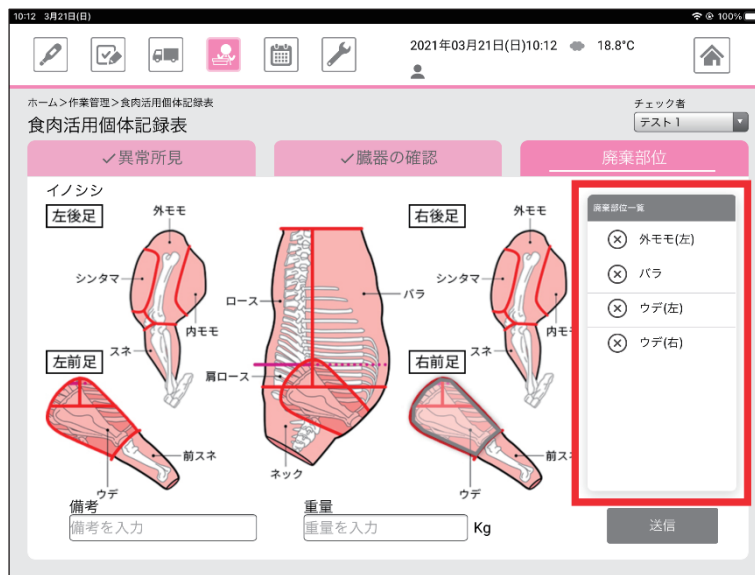 10:12 3月21日(日)
100%
2021年03月21日(日)10:12 18.8°C
ホーム>作業管理>食肉活用個体記録表
チェック者
食肉活用個体記録表
テスト1
✓異常所見
✓臓器の確認
廃棄部位
イノシシ
左後足
外モモ
シンタマ
内モモ
スネ
左前足
前スネ
ウデ
ロース
バラ
肩ロース
ネック
右後足
外モモ
シンタマ
内モモ
スネ
右前足
前ス
ウデ
廃棄部位一覧
外モモ(左)
バラ
ウデ(左)
ウデ(右)
備考
備考を入力
重量
重量を入力 Kg
送信